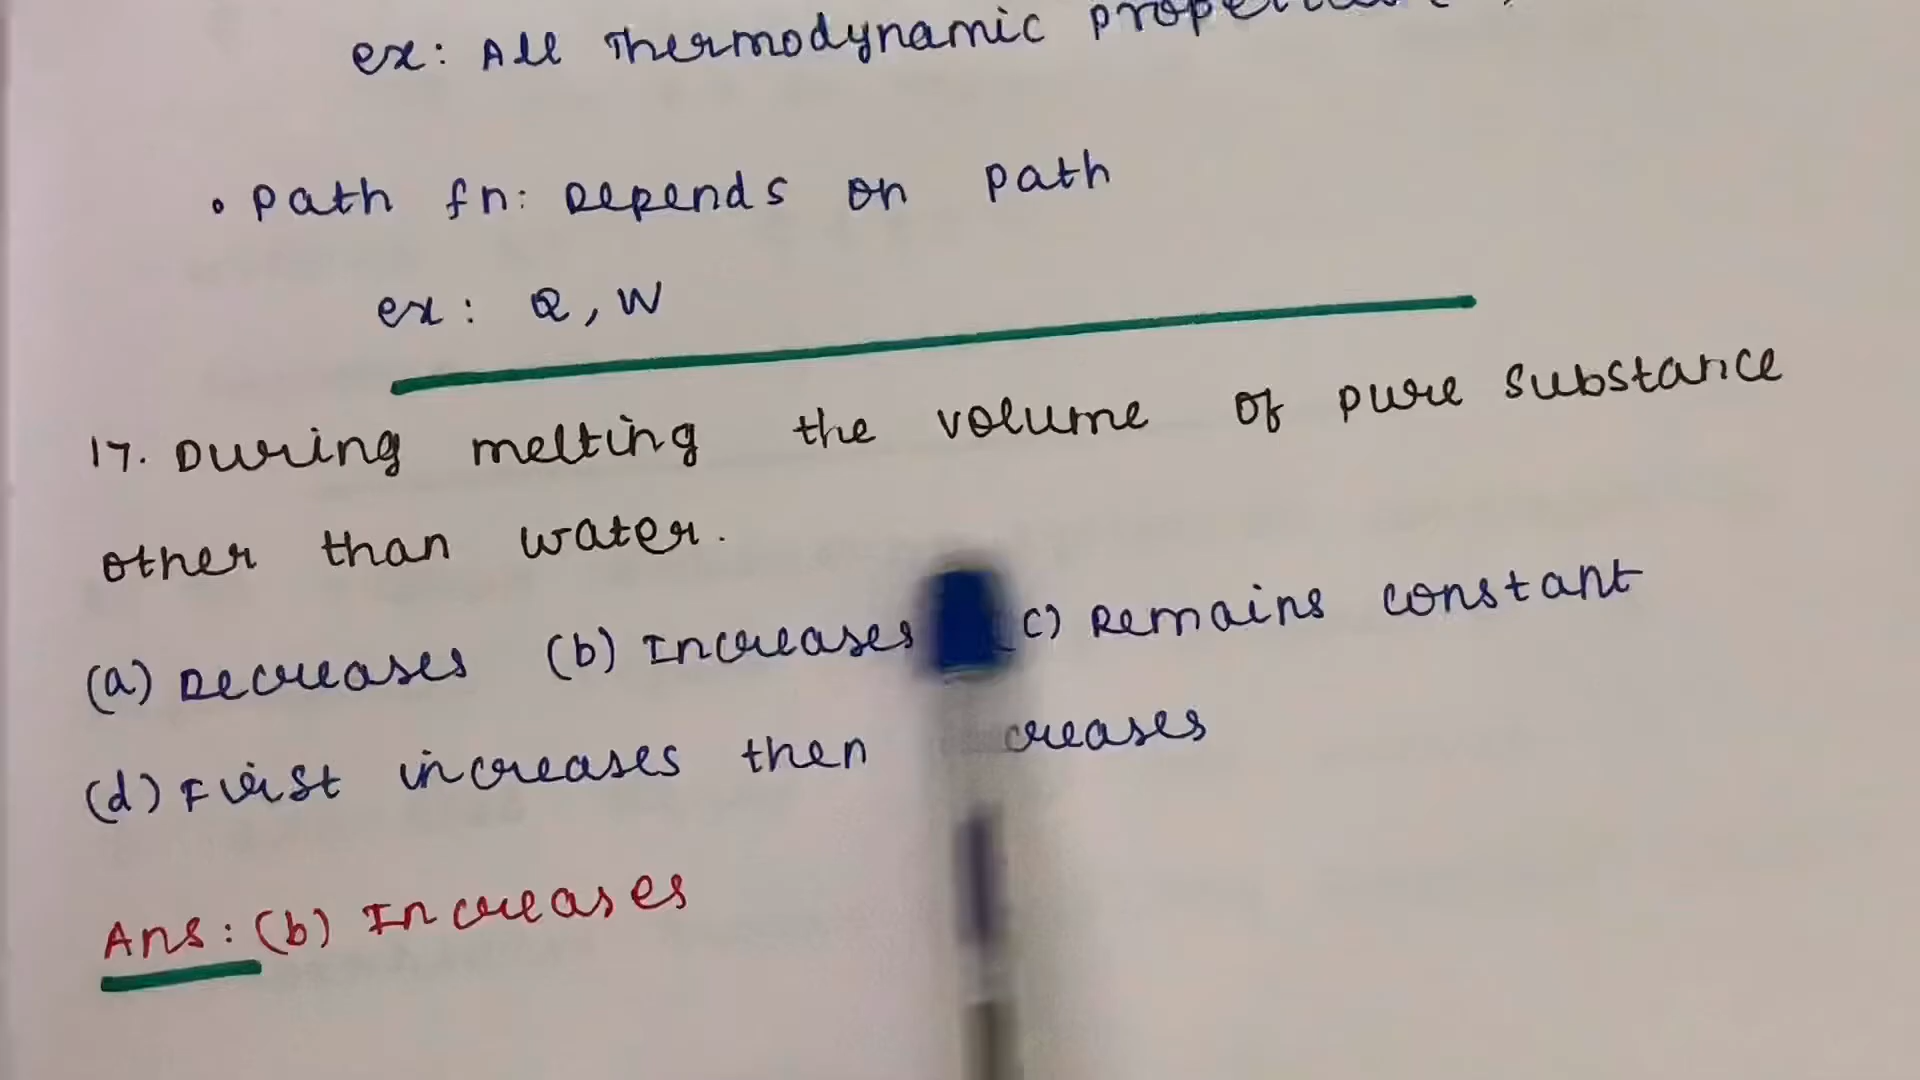 ex: All Thermodynamic
• Path fn: Depends on path
ex: Q, W
17. During melting the volume of pure substance
other than water.
(a) Decreases (b) Increases c) Remains constant
(d) First increases then creases
Ans: (b) Increases